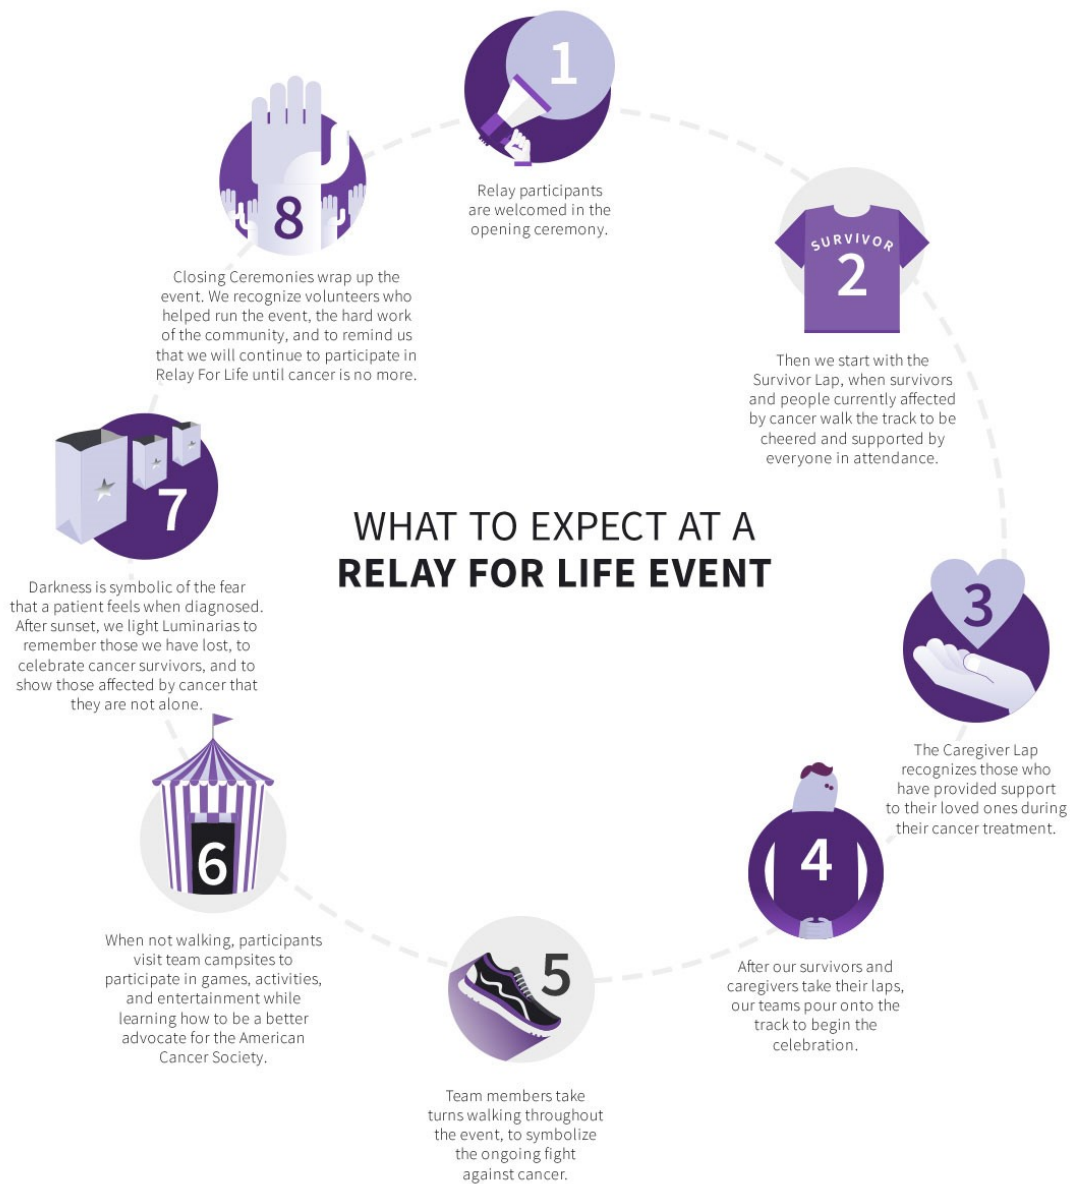 1
Relay participants
are welcomed in the
opening ceremony.
SURVIVOR
2
Then we start with the
Survivor Lap, when survivors
and people currently affected
by cancer walk the track to be
cheered and supported by
everyone in attendance.
3
The Caregiver Lap
recognizes those who
have provided support
to their loved ones during
their cancer treatment.
4
After our survivors and
caregivers take their laps,
our teams pour onto the
track to begin the
celebration.
5
Team members take
turns walking throughout
the event, to symbolize
the ongoing fight
against cancer.
6
When not walking, participants
visit team campsites to
participate in games, activities,
and entertainment while
learning how to be a better
advocate for the American
Cancer Society.
7
Darkness is symbolic of the fear
that a patient feels when diagnosed.
After sunset, we light Luminarias to
remember those we have lost, to
celebrate cancer survivors, and to
show those affected by cancer that
they are not alone.
8
Closing Ceremonies wrap up the
event. We recognize volunteers who
helped run the event, the hard work
of the community, and to remind us
that we will continue to participate in
Relay For Life until cancer is no more.
WHAT TO EXPECT AT A
RELAY FOR LIFE EVENT